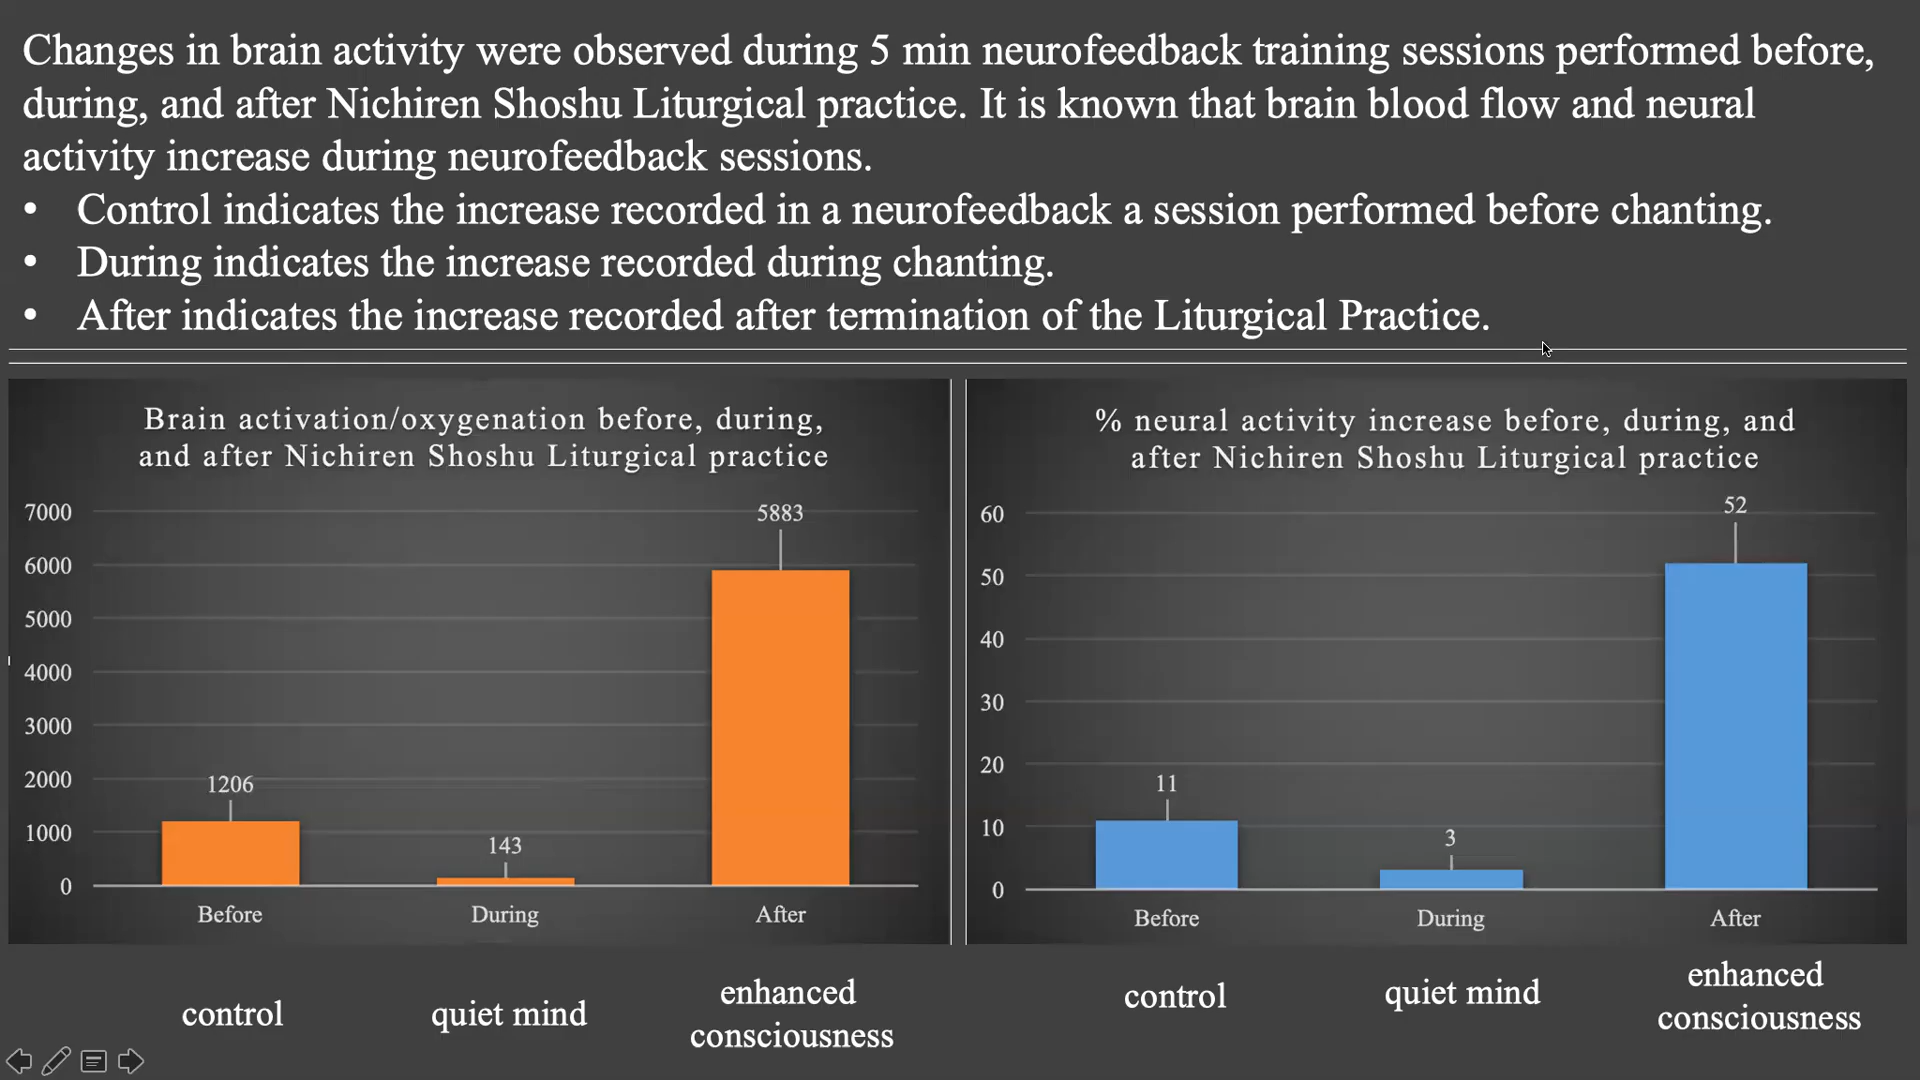 Changes in brain activity were observed during 5 min neurofeedback training sessions performed before,
during, and after Nichiren Shoshu Liturgical practice. It is known that brain blood flow and neural
activity increase during neurofeedback sessions.
• Control indicates the increase recorded in a neurofeedback a session performed before chanting.
• During indicates the increase recorded during chanting.
• After indicates the increase recorded after termination of the Liturgical Practice.
Brain activation/oxygenation before, during,
and after Nichiren Shoshu Liturgical practice
7000
6000
5000
4000
3000
2000
1000
0
1206
143
5883
Before
During
After
control
quiet mind
enhanced
consciousness
% neural activity increase before, during, and
after Nichiren Shoshu Liturgical practice
60
50
40
30
20
10
0
11
3
52
Before
During
After
control
quiet mind
enhanced
consciousness